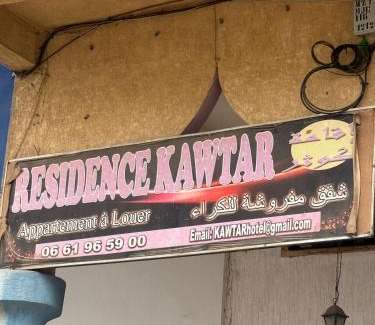 RESIDENCE KAWTAR
إقامة
كوثر
Appartement à Louer
شقق مفروشة للكراء
06 61 96 59 00
Email: KAWTARhotel@gmail.com